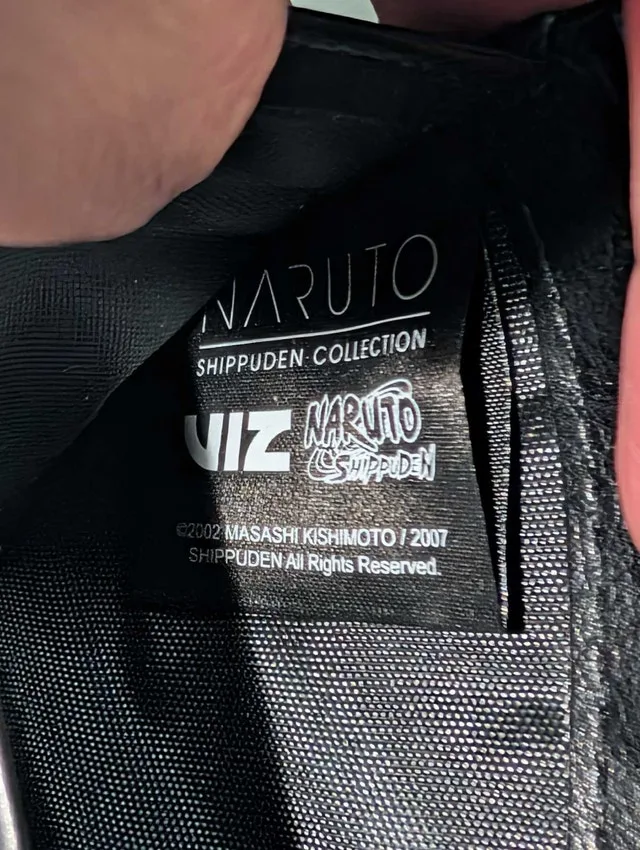 NARUTO
SHIPPUDEN COLLECTION
VIZ
NARUTO
SHIPPUDEN
©2002 MASASHI KISHIMOTO / 2007
SHIPPUDEN All Rights Reserved.